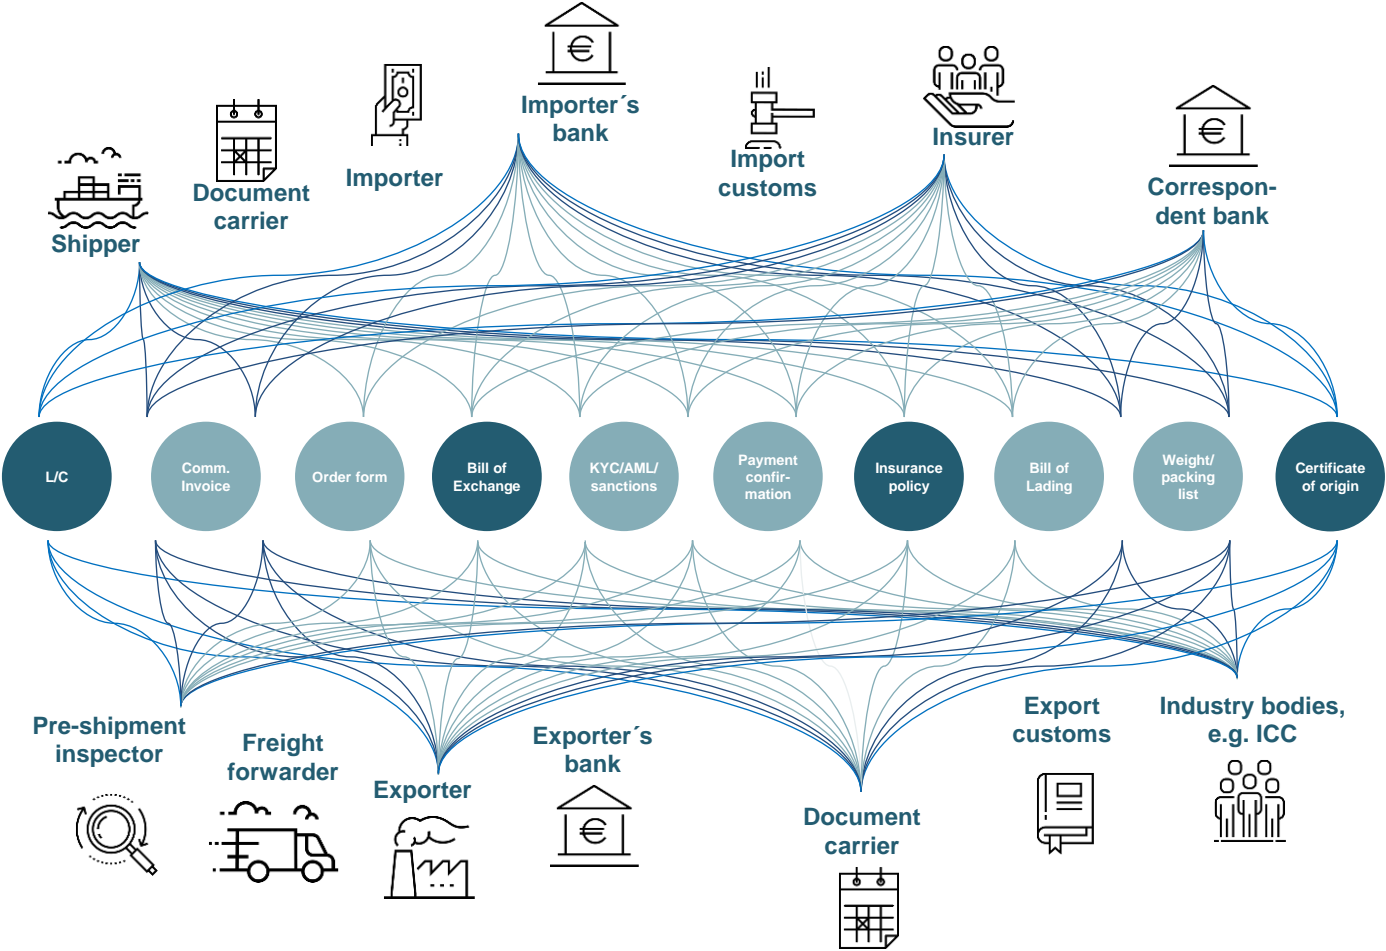 Importer´s
bank
Insurer
Import
customs
Importer
Document
carrier
Correspon-
dent bank
Shipper
L/C
Comm.
Invoice
Order form
Bill of
Exchange
KYC/AML/
sanctions
Payment
confir-
mation
Insurance
policy
Bill of
Lading
Weight/
packing
list
Certificate
of origin
Pre-shipment
inspector
Freight
forwarder
Exporter
Exporter´s
bank
Document
carrier
Export
customs
Industry bodies,
e.g. ICC